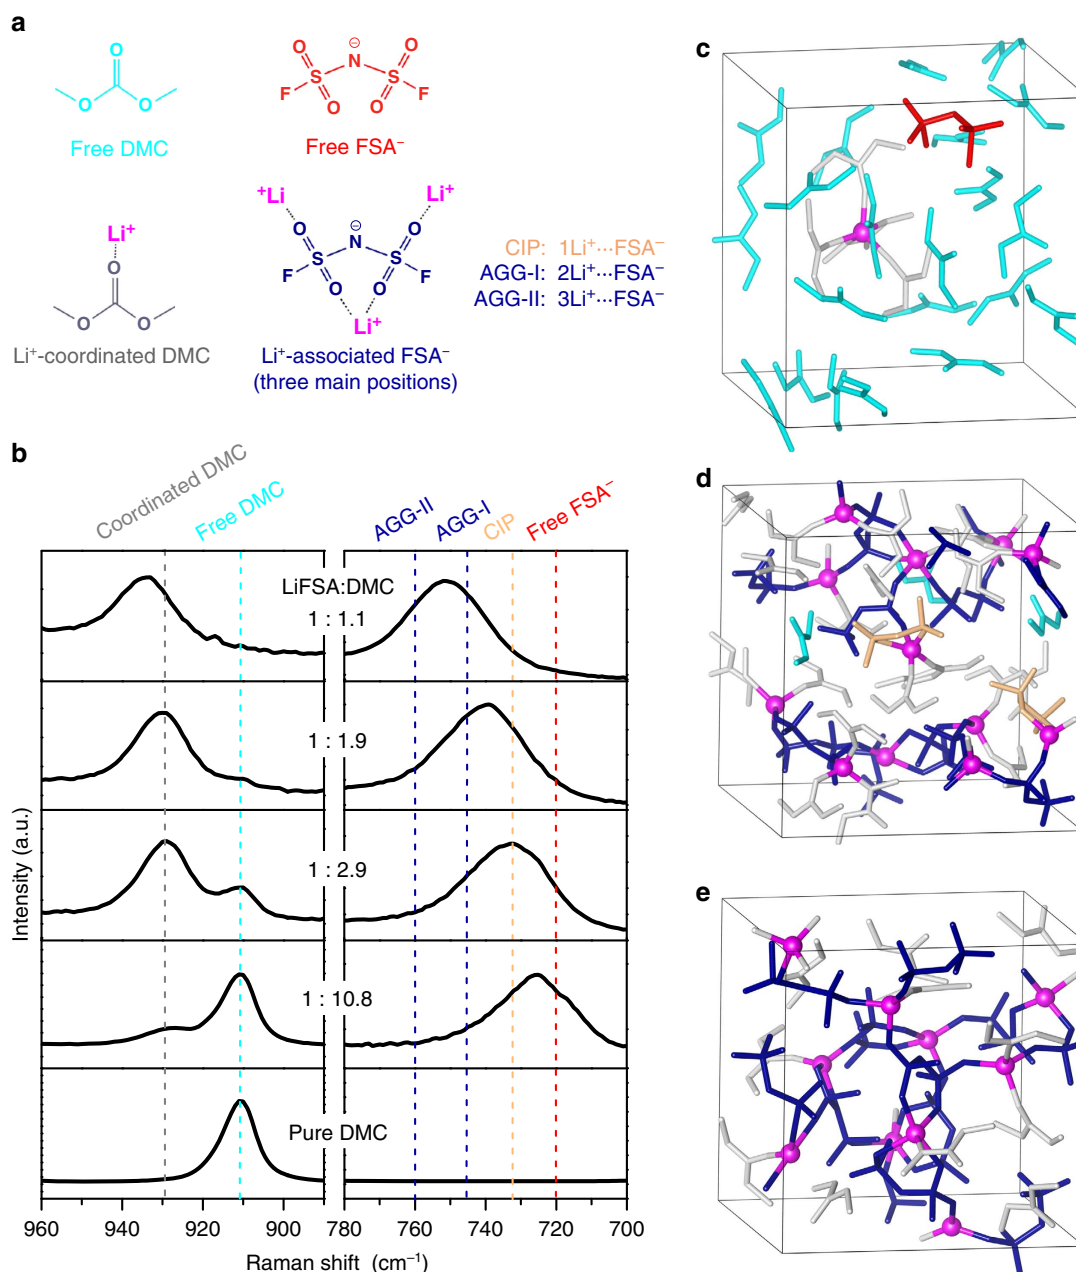 a
O
O
O
Free DMC
O
⊖
O
N
S
S
F
O
O
F
Free FSA⁻
Li⁺
O
O
O
Li⁺-coordinated DMC
⁺Li
Li⁺
O
⊖
O
N
S
S
F
O
O
F
Li⁺
Li⁺-associated FSA⁻
(three main positions)
CIP: 1Li⁺···FSA⁻
AGG-I: 2Li⁺···FSA⁻
AGG-II: 3Li⁺···FSA⁻
b
Coordinated DMC
Free DMC
AGG-II
AGG-I
CIP
Free FSA⁻
LiFSA:DMC
1 : 1.1
1 : 1.9
1 : 2.9
1 : 10.8
Pure DMC
Intensity (a.u.)
960 940 920 900 780 760 740 720 700
Raman shift (cm⁻¹)
c
d
e